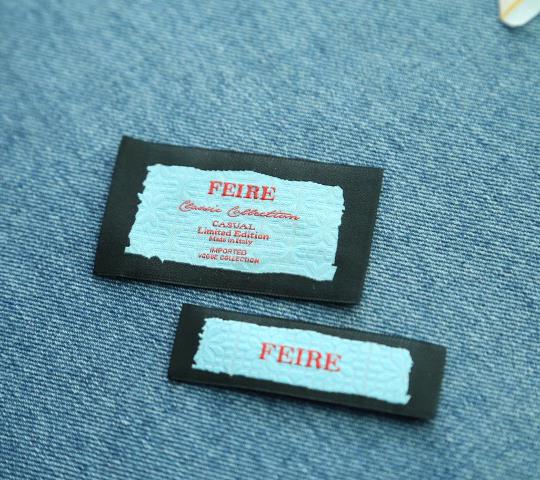 FEIRE
Classic Collection
CASUAL
Limited Edition
Made in Italy
IMPORTED
VOGUE COLLECTION
FEIRE